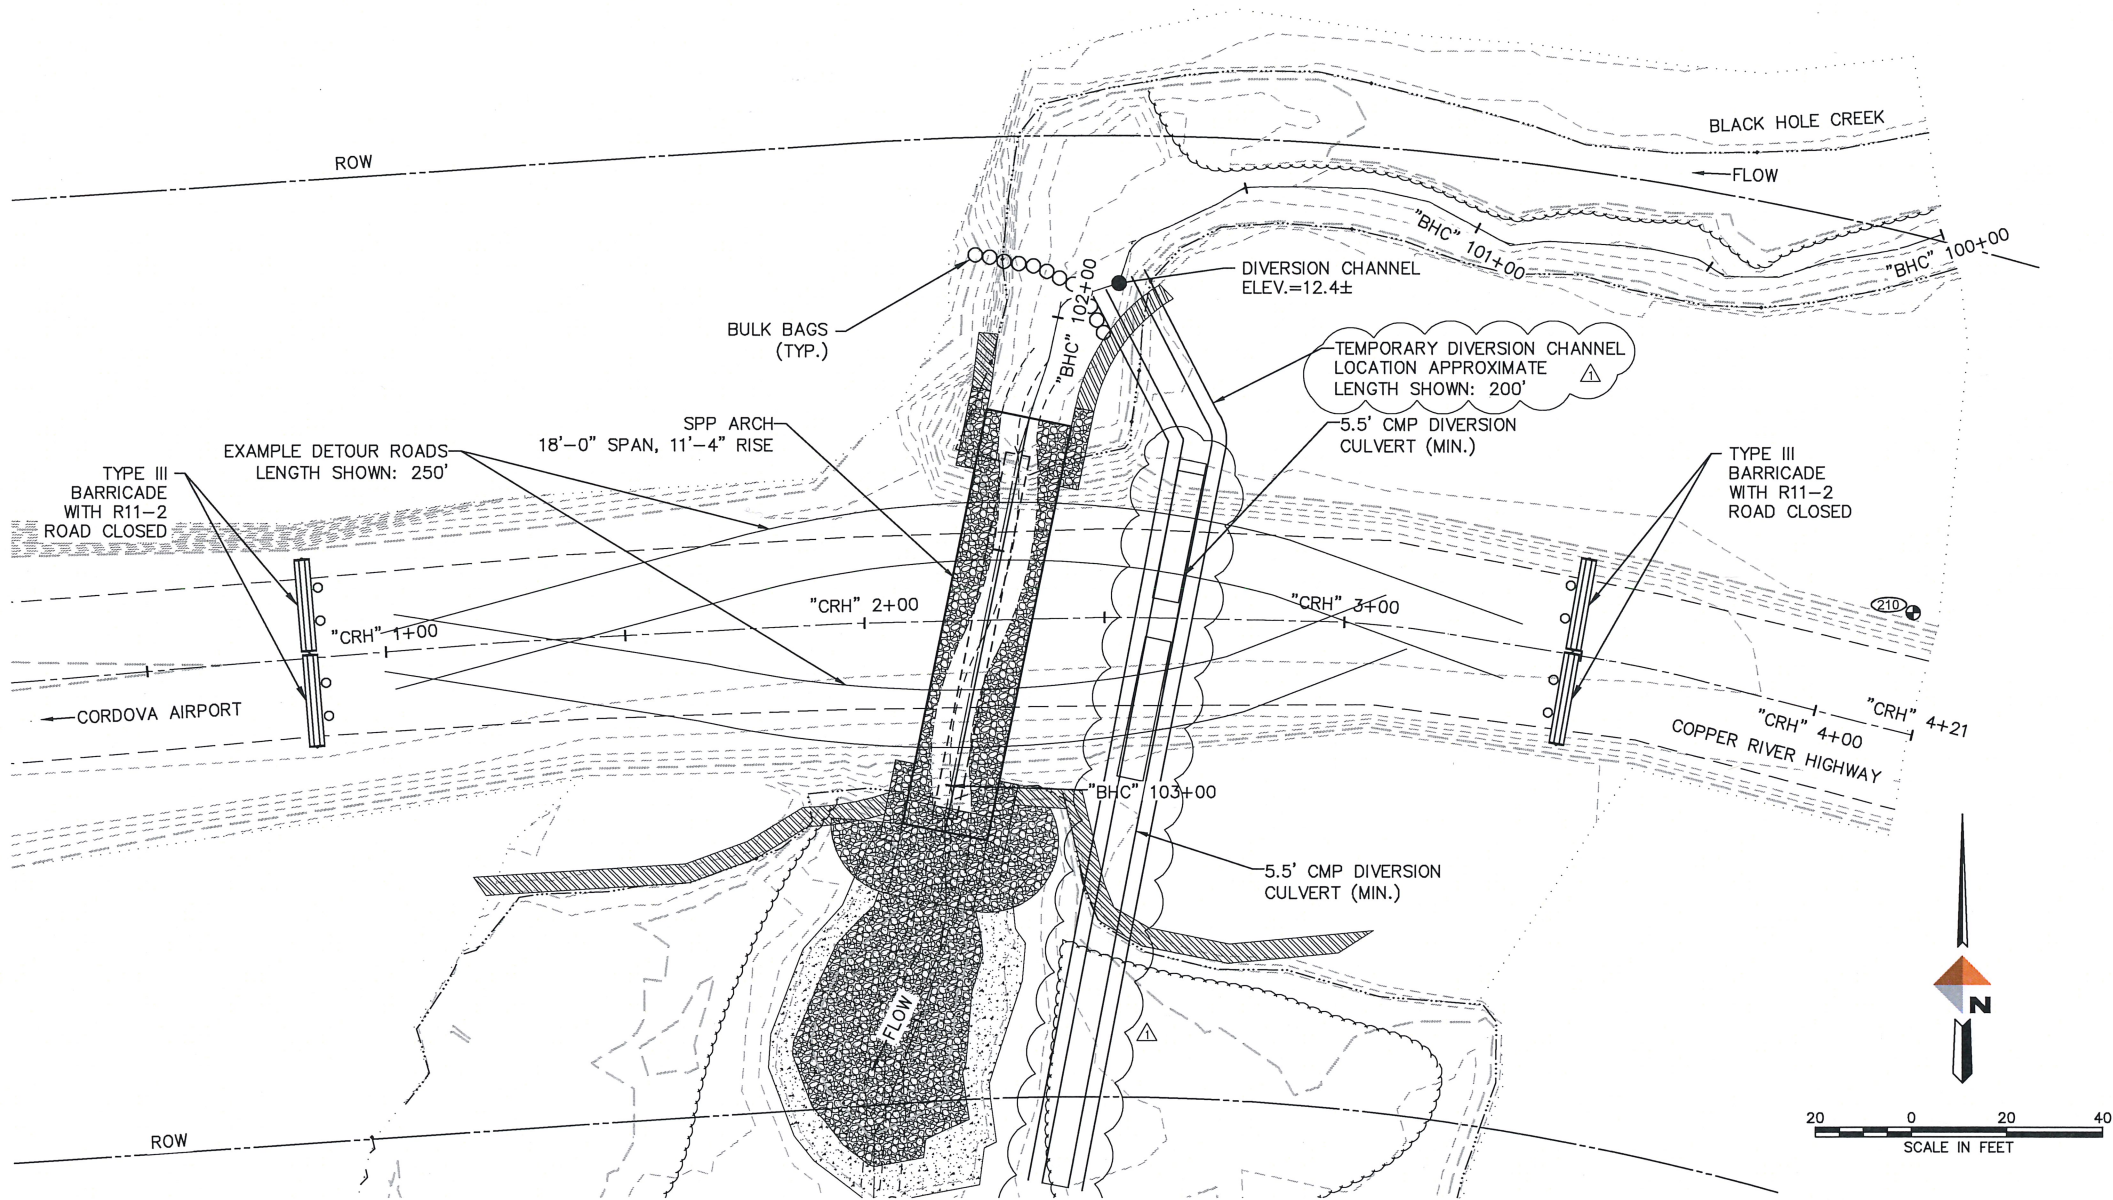 BLACK HOLE CREEK
ROW
FLOW
"BHC" 101+00
"BHC" 100+00
DIVERSION CHANNEL
ELEV.=12.4±
"BHC" 102+00
BULK BAGS
(TYP.)
TEMPORARY DIVERSION CHANNEL
LOCATION APPROXIMATE
LENGTH SHOWN: 200'
1
SPP ARCH
18'-0" SPAN, 11'-4" RISE
5.5' CMP DIVERSION
CULVERT (MIN.)
EXAMPLE DETOUR ROADS
LENGTH SHOWN: 250'
TYPE III
BARRICADE
WITH R11-2
ROAD CLOSED
TYPE III
BARRICADE
WITH R11-2
ROAD CLOSED
"CRH" 1+00
"CRH" 2+00
"CRH" 3+00
210
CORDOVA AIRPORT
"CRH" 4+00
"CRH" 4+21
COPPER RIVER HIGHWAY
"BHC" 103+00
5.5' CMP DIVERSION
CULVERT (MIN.)
FLOW
1
N
ROW
20 0 20 40
SCALE IN FEET